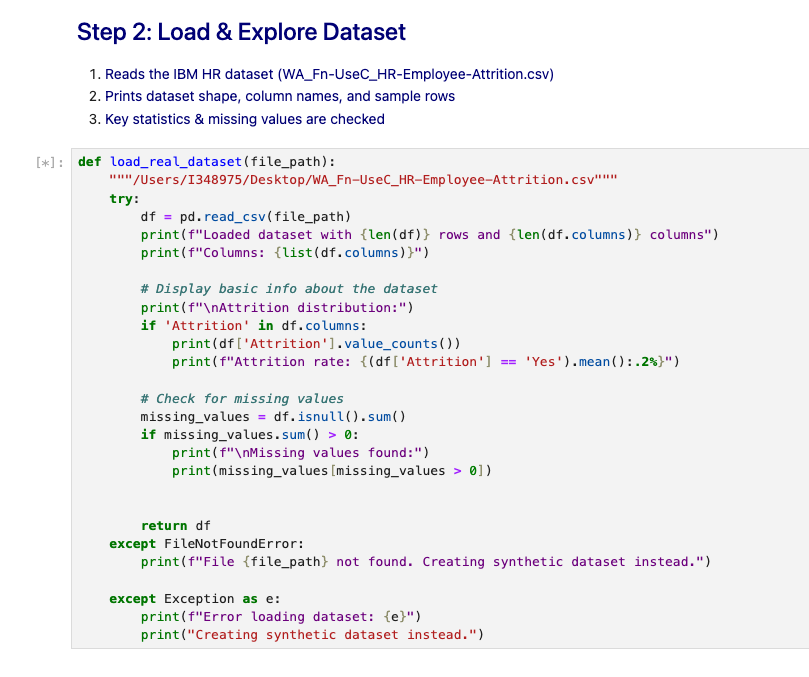 Step 2: Load & Explore Dataset
1. Reads the IBM HR dataset (WA_Fn-UseC_HR-Employee-Attrition.csv)
2. Prints dataset shape, column names, and sample rows
3. Key statistics & missing values are checked
[*]: def load_real_dataset(file_path):
    """/Users/I348975/Desktop/WA_Fn-UseC_HR-Employee-Attrition.csv"""
    try:
        df = pd.read_csv(file_path)
        print(f"Loaded dataset with {len(df)} rows and {len(df.columns)} columns")
        print(f"Columns: {list(df.columns)}")
        # Display basic info about the dataset
        print(f"\nAttrition distribution:")
        if 'Attrition' in df.columns:
            print(df['Attrition'].value_counts())
            print(f"Attrition rate: {(df['Attrition'] == 'Yes').mean():.2%}")
        # Check for missing values
        missing_values = df.isnull().sum()
        if missing_values.sum() > 0:
            print(f"\nMissing values found:")
            print(missing_values[missing_values > 0])
        return df
    except FileNotFoundError:
        print(f"File {file_path} not found. Creating synthetic dataset instead.")
    except Exception as e:
        print(f"Error loading dataset: {e}")
        print("Creating synthetic dataset instead.")